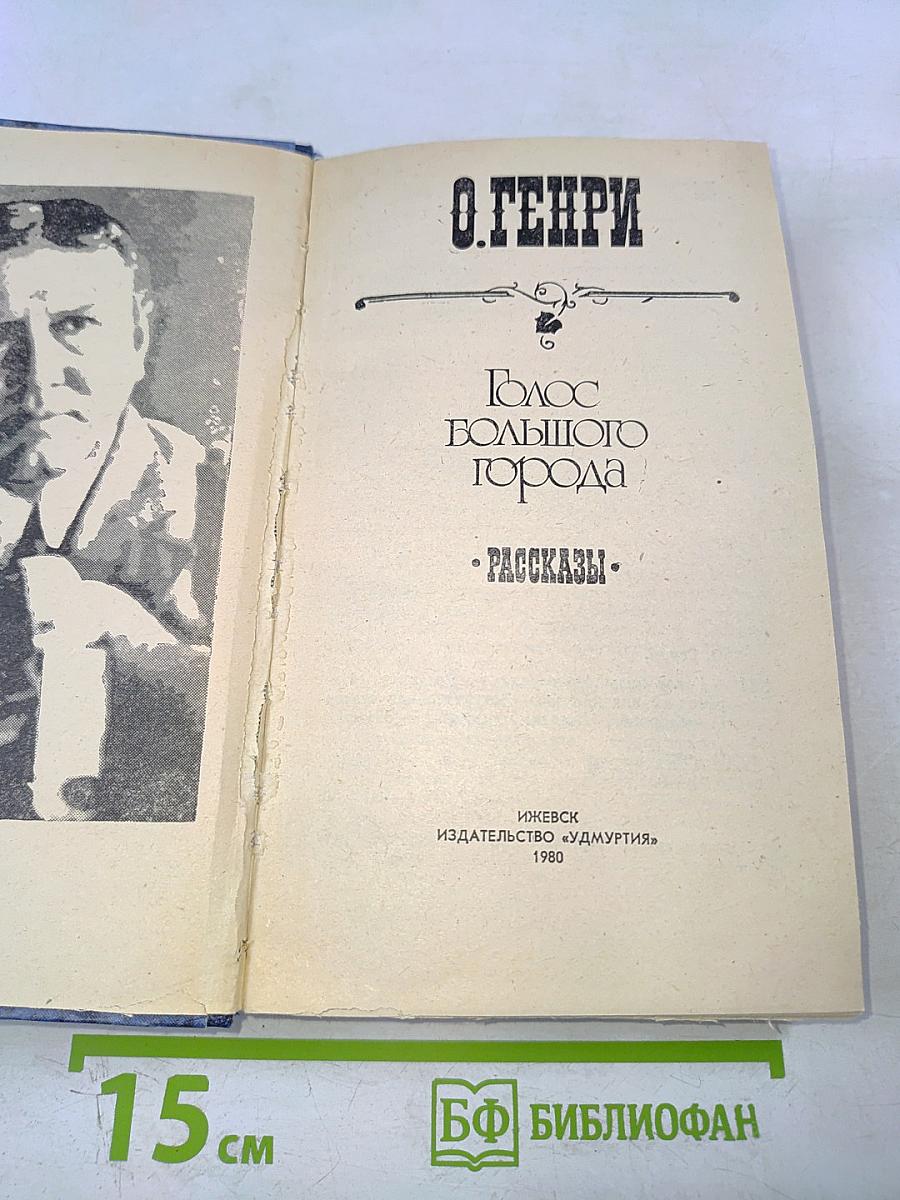 О. ГЕНРИ
Голос
большого
города
• РАССКАЗЫ •
ИЖЕВСК
ИЗДАТЕЛЬСТВО «УДМУРТИЯ»
1980
15 см
БФ БИБЛИОФАН